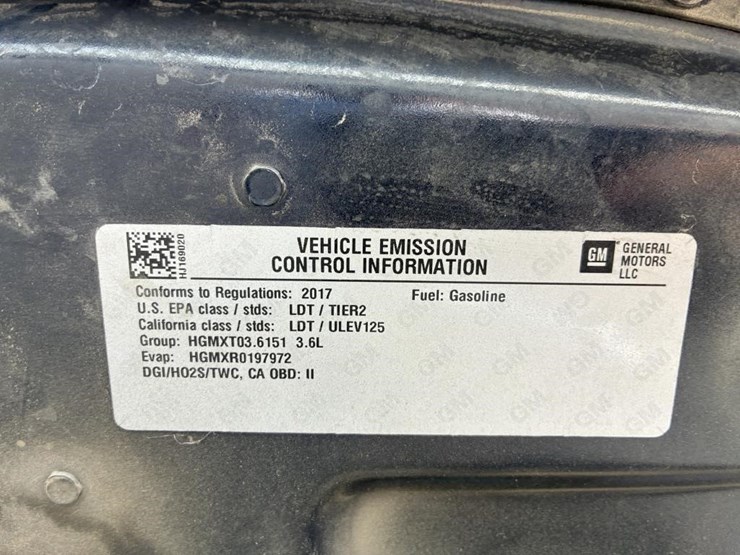 VEHICLE EMISSION
CONTROL INFORMATION
HJ169020
GM
GENERAL
MOTORS
LLC
Conforms to Regulations: 2017 Fuel: Gasoline
U.S. EPA class / stds: LDT / TIER2
California class / stds: LDT / ULEV125
Group: HGMXT03.6151 3.6L
Evap: HGMXR0197972
DGI/HO2S/TWC, CA OBD: II